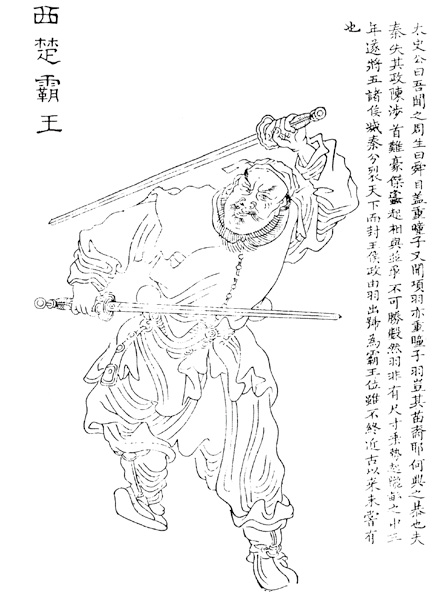 西楚霸王
太史公曰吾聞之周生曰舜目蓋重瞳子又聞項羽亦重瞳子羽豈其苗裔耶何興之暴也夫
秦失其政陳涉首難豪傑蠭起相與並爭不可勝數然羽非有尺寸乘勢起隴畝之中三
年遂將五諸侯滅秦分裂天下而封王侯政由羽出號為霸王位雖不終近古以來未嘗有
也